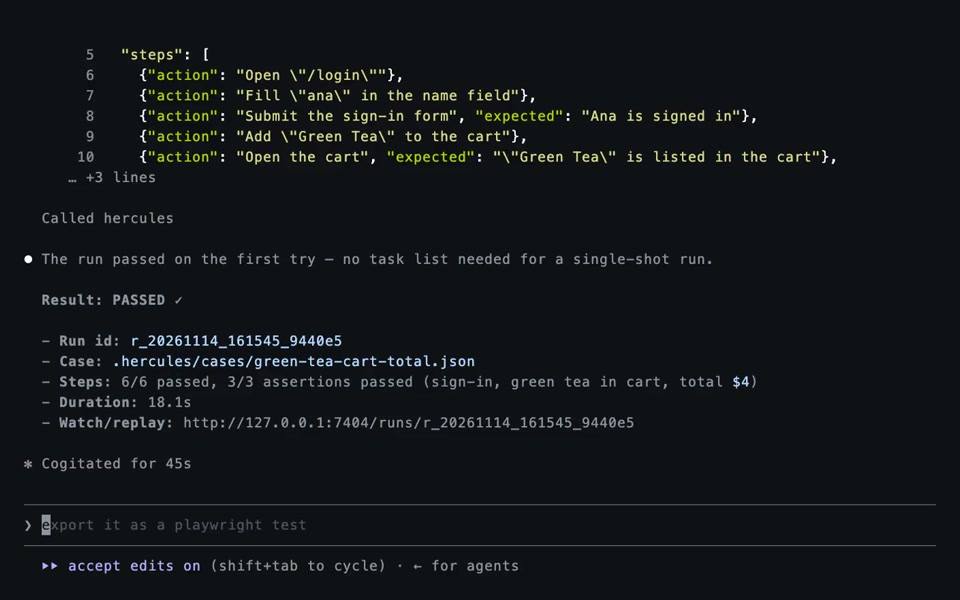 5 "steps": [
6 {"action": "Open \"/login\""},
7 {"action": "Fill \"ana\" in the name field"},
8 {"action": "Submit the sign-in form", "expected": "Ana is signed in"},
9 {"action": "Add \"Green Tea\" to the cart"},
10 {"action": "Open the cart", "expected": "\"Green Tea\" is listed in the cart"},
… +3 lines
Called hercules
● The run passed on the first try — no task list needed for a single-shot run.
Result: PASSED ✓
- Run id: r_20261114_161545_9440e5
- Case: .hercules/cases/green-tea-cart-total.json
- Steps: 6/6 passed, 3/3 assertions passed (sign-in, green tea in cart, total $4)
- Duration: 18.1s
- Watch/replay: http://127.0.0.1:7404/runs/r_20261114_161545_9440e5
✻ Cogitated for 45s
❯ export it as a playwright test
⏵⏵ accept edits on (shift+tab to cycle) · ← for agents